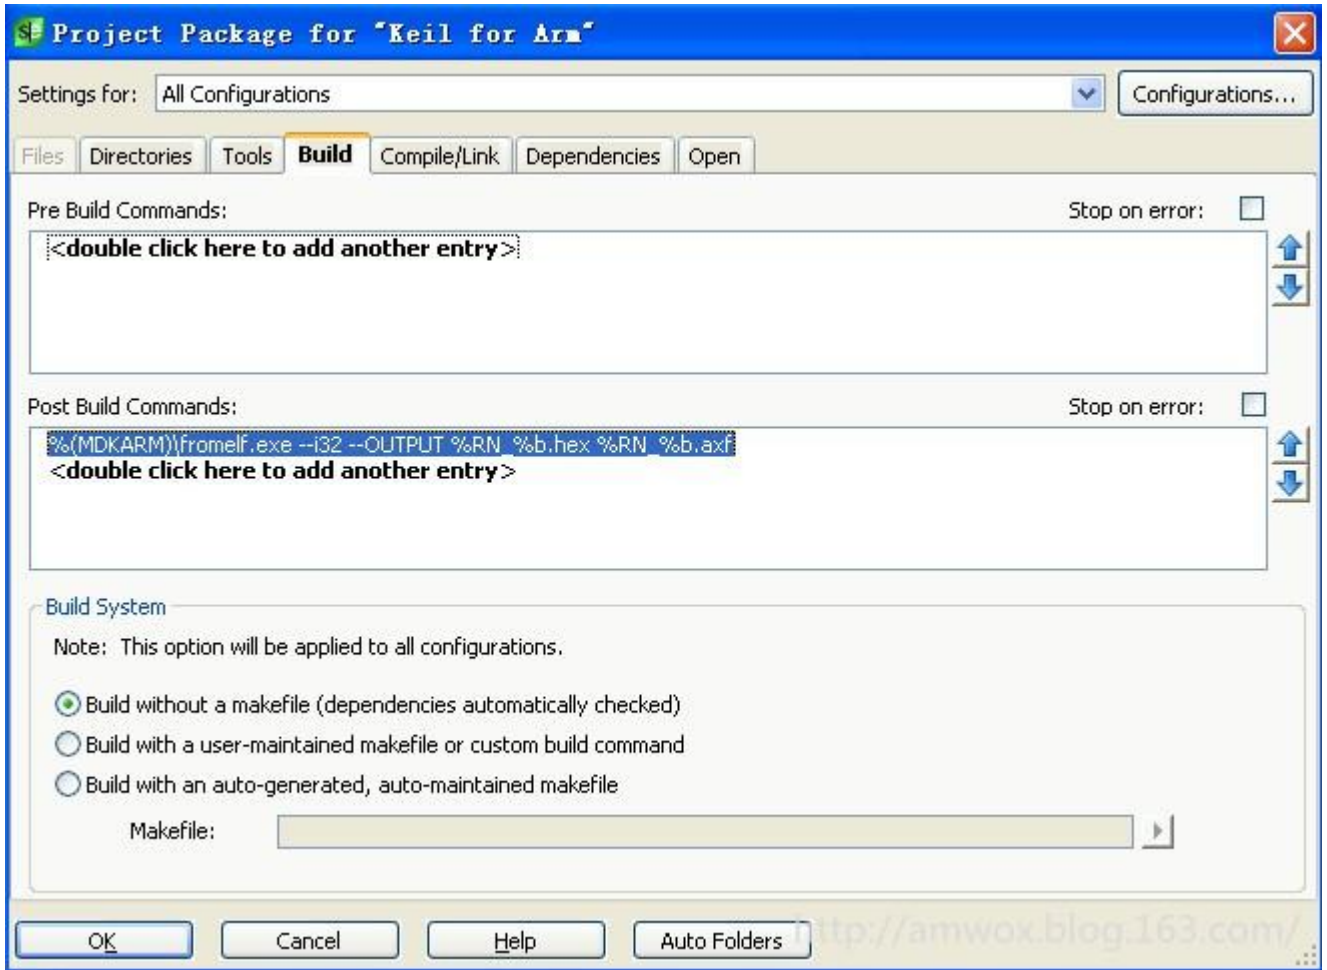 Project Package for "Keil for Arm"
Settings for: All Configurations Configurations...
Files Directories Tools Build Compile/Link Dependencies Open
Pre Build Commands: Stop on error:
<double click here to add another entry>
Post Build Commands: Stop on error:
%(MDKARM)\fromelf.exe --i32 --OUTPUT %RN_%b.hex %RN_%b.axf
<double click here to add another entry>
Build System
Note: This option will be applied to all configurations.
Build without a makefile (dependencies automatically checked)
Build with a user-maintained makefile or custom build command
Build with an auto-generated, auto-maintained makefile
Makefile:
OK Cancel Help Auto Folders
http://amwox.blog.163.com/